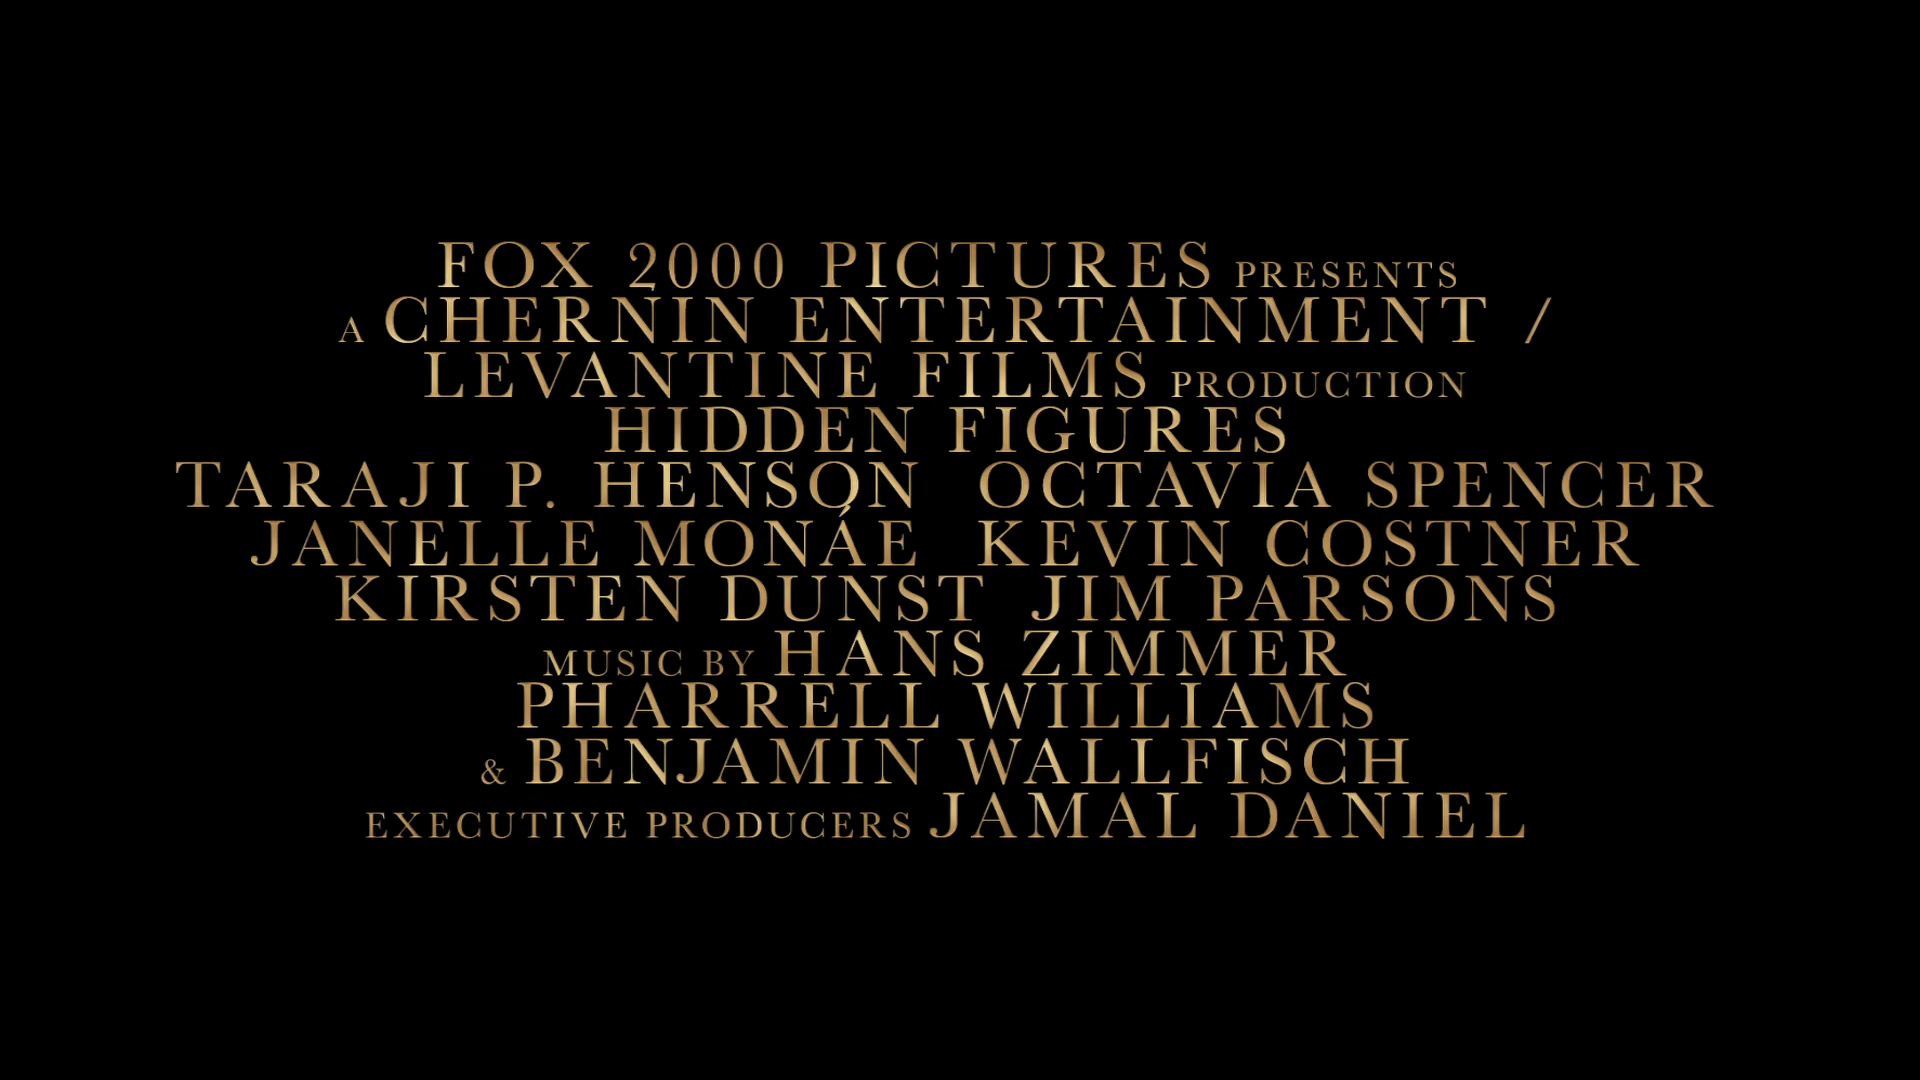 FOX 2000 PICTURES PRESENTS
A CHERNIN ENTERTAINMENT /
LEVANTINE FILMS PRODUCTION
HIDDEN FIGURES
TARAJI P. HENSON OCTAVIA SPENCER
JANELLE MONÁE KEVIN COSTNER
KIRSTEN DUNST JIM PARSONS
MUSIC BY HANS ZIMMER
PHARRELL WILLIAMS
& BENJAMIN WALLFISCH
EXECUTIVE PRODUCERS JAMAL DANIEL